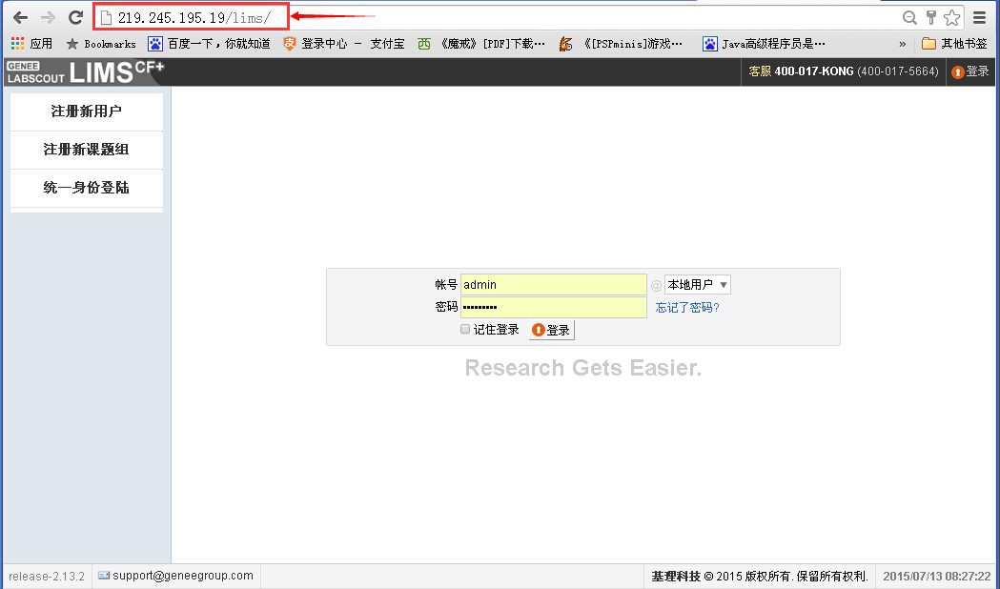 219.245.195.19/lims/
应用 Bookmarks 百度一下，你就知道 登录中心 － 支付宝 《魔戒》[PDF]下载… 《[PSPminis]游戏… Java高级程序员是… » 其他书签
GENEE LABSCOUT LIMS CF+ 客服 400-017-KONG (400-017-5664) 登录
注册新用户
注册新课题组
统一身份登陆
帐号 admin @ 本地用户
密码 ••••••••• 忘记了密码?
记住登录 登录
Research Gets Easier.
release-2.13.2 support@geneegroup.com 基理科技 © 2015 版权所有. 保留所有权利. 2015/07/13 08:27:22